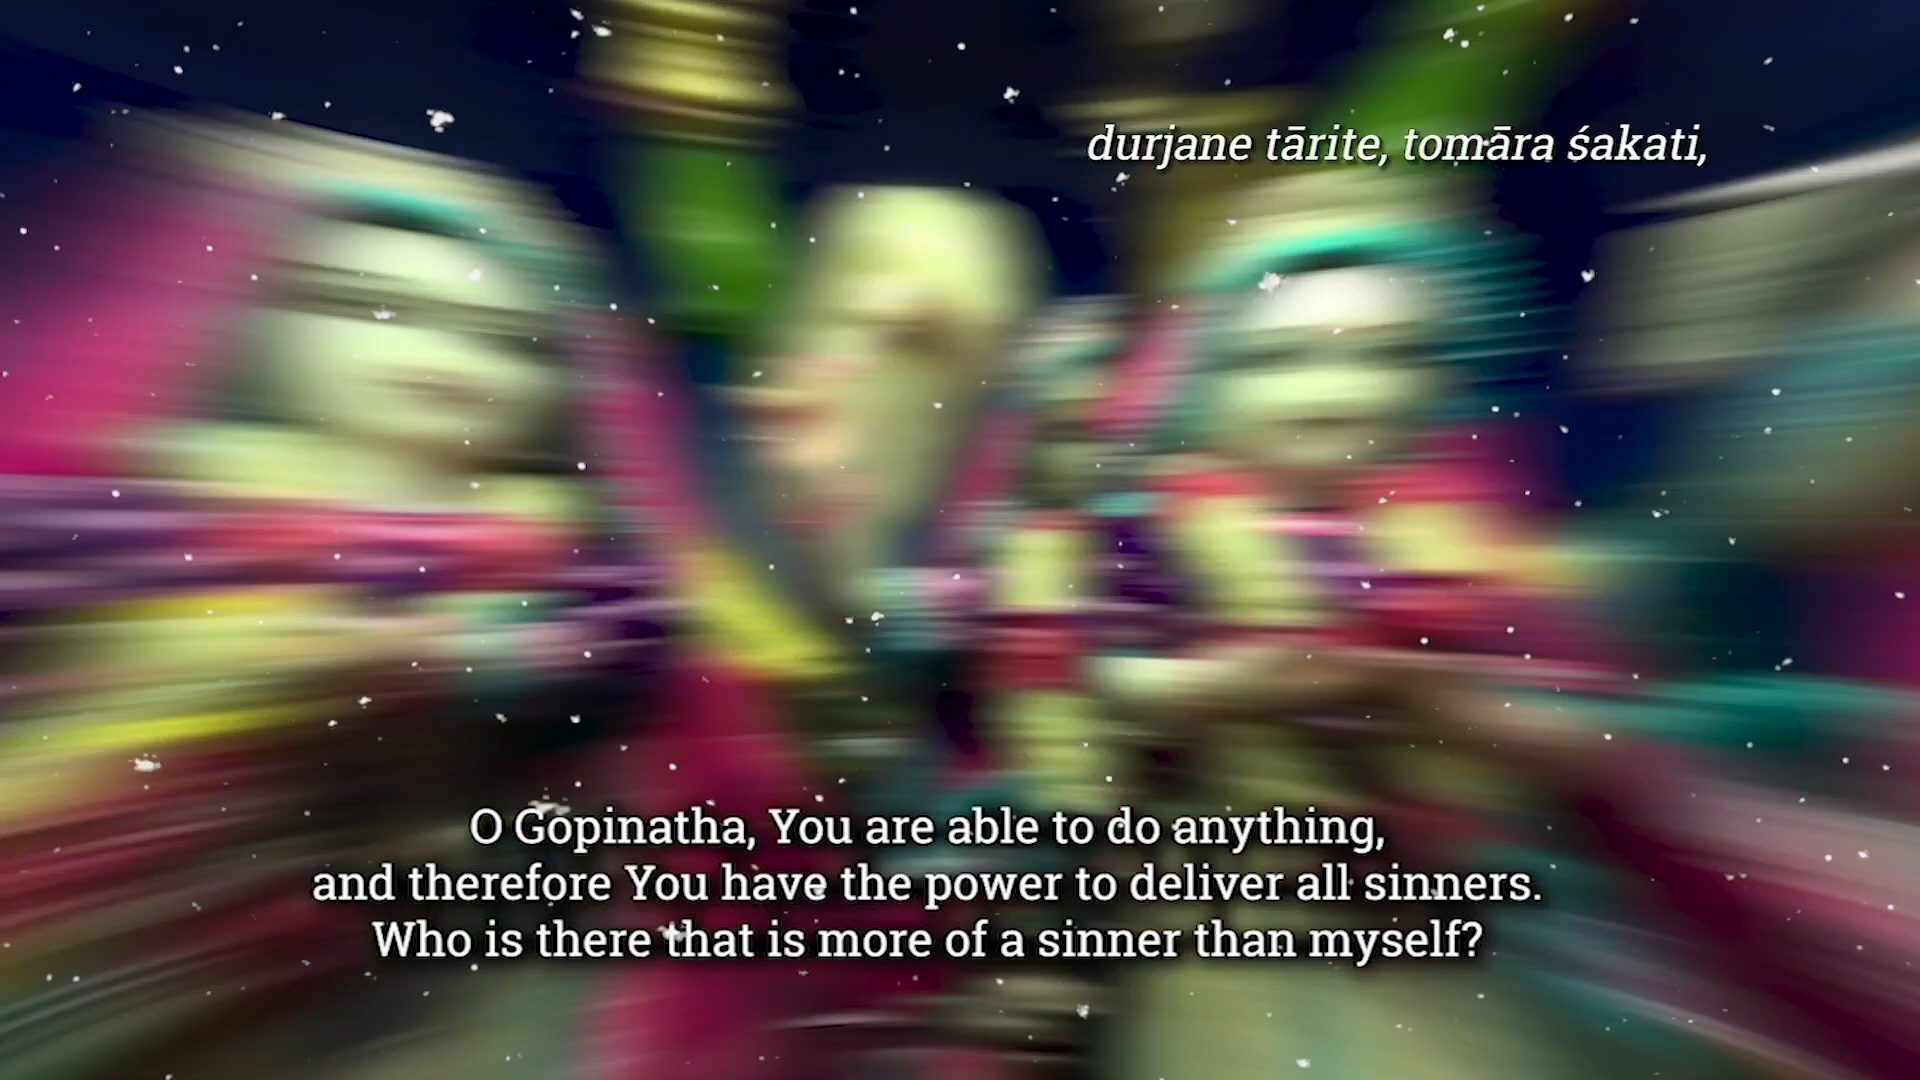 durjane tārite, tomāra śakati,
O Gopinatha, You are able to do anything,
and therefore You have the power to deliver all sinners.
Who is there that is more of a sinner than myself?